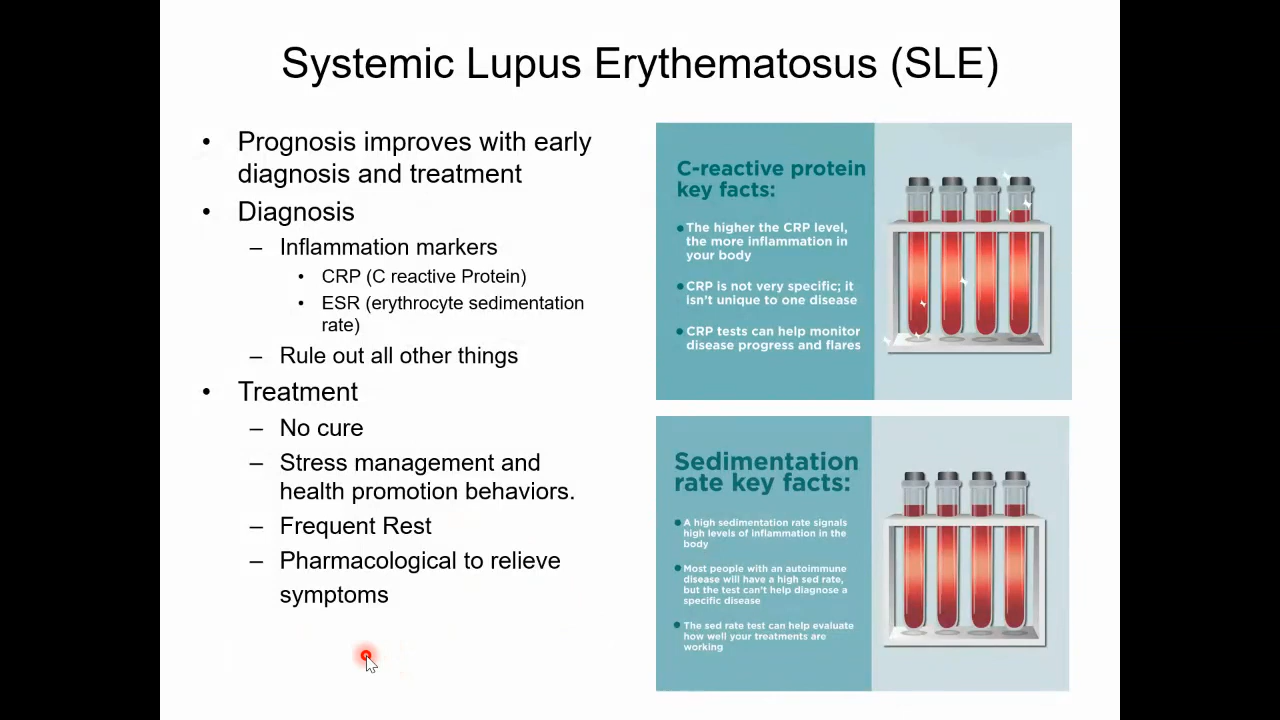 Systemic Lupus Erythematosus (SLE)
• Prognosis improves with early
diagnosis and treatment
• Diagnosis
– Inflammation markers
• CRP (C reactive Protein)
• ESR (erythrocyte sedimentation
rate)
– Rule out all other things
• Treatment
– No cure
– Stress management and
health promotion behaviors.
– Frequent Rest
– Pharmacological to relieve
symptoms
C-reactive protein
key facts:
• The higher the CRP level,
the more inflammation in
your body
• CRP is not very specific; it
isn't unique to one disease
• CRP tests can help monitor
disease progress and flares
Sedimentation
rate key facts:
• A high sedimentation rate signals
high levels of inflammation in the
body
• Most people with an autoimmune
disease will have a high sed rate,
but the test can't help diagnose a
specific disease
• The sed rate test can help evaluate
how well your treatments are
working